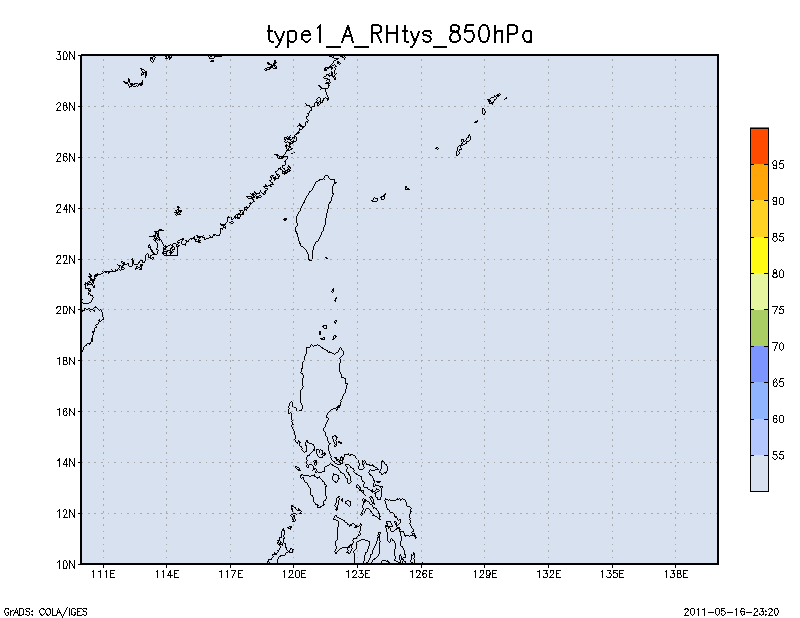 type1_A_RHtys_850hPa
30N
28N
26N
24N
22N
20N
18N
16N
14N
12N
10N
111E 114E 117E 120E 123E 126E 129E 132E 135E 138E
95
90
85
80
75
70
65
60
55
GrADS: COLA/IGES
2011-05-16-23:20